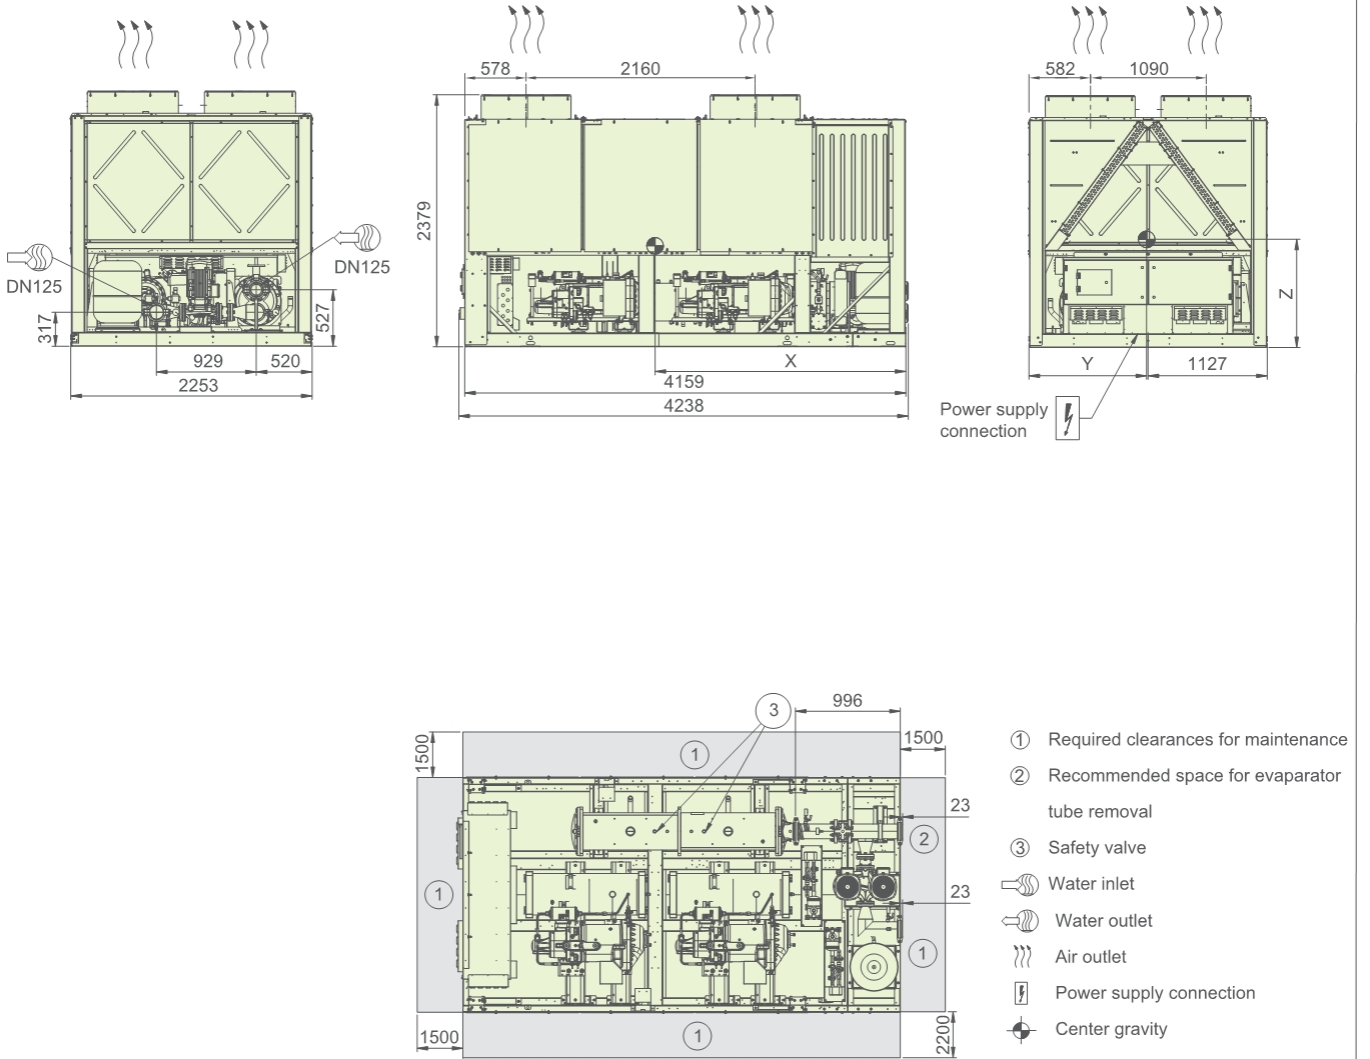 578
2160
582
1090
2379
DN125
DN125
317
527
929
520
2253
X
4159
4238
Z
Y
1127
Power supply
connection
3
996
1500
1
1500
23
2
1
23
1
1500
1
2200
1 Required clearances for maintenance
2 Recommended space for evaparator
tube removal
3 Safety valve
Water inlet
Water outlet
Air outlet
Power supply connection
Center gravity